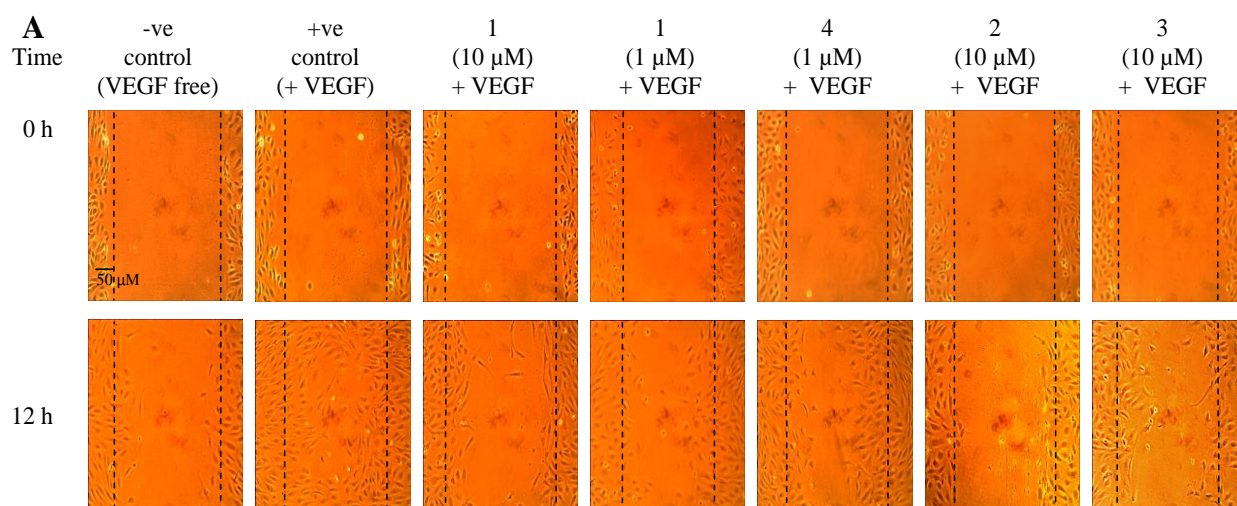 A
Time
-ve
control
(VEGF free)
+ve
control
(+ VEGF)
1
(10 µM)
+ VEGF
1
(1 µM)
+ VEGF
4
(1 µM)
+ VEGF
2
(10 µM)
+ VEGF
3
(10 µM)
+ VEGF
0 h
50 µM
12 h